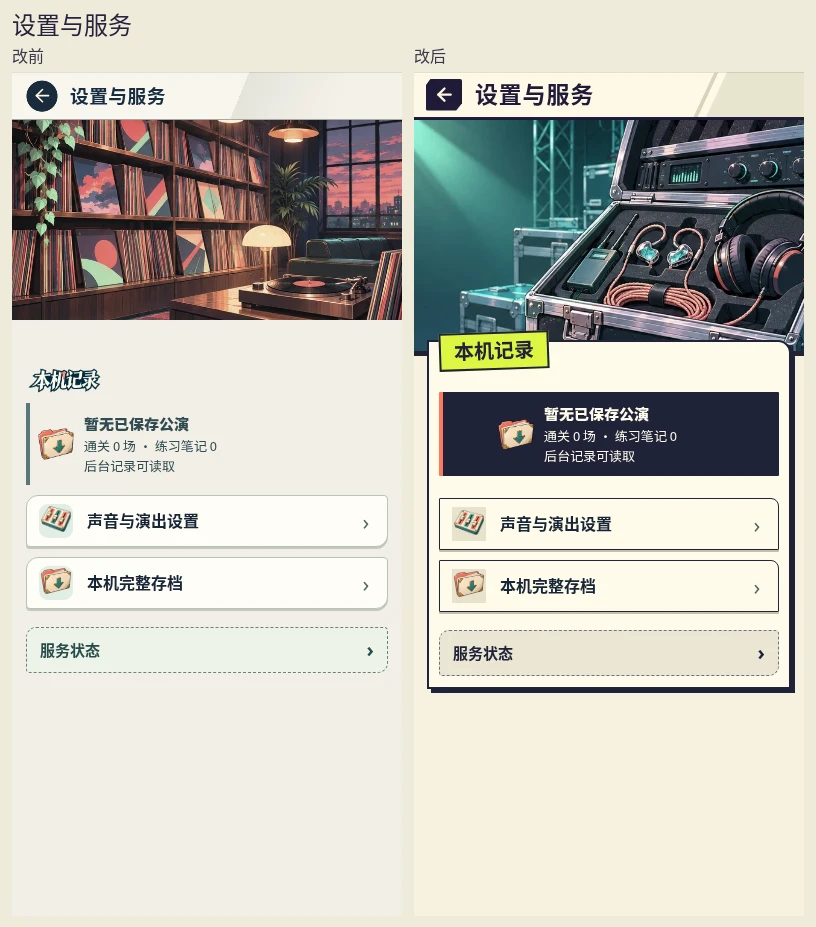 设置与服务
改前
设置与服务
本机记录
暂无已保存公演
通关 0 场 · 练习笔记 0
后台记录可读取
声音与演出设置
本机完整存档
服务状态
改后
设置与服务
本机记录
暂无已保存公演
通关 0 场 · 练习笔记 0
后台记录可读取
声音与演出设置
本机完整存档
服务状态